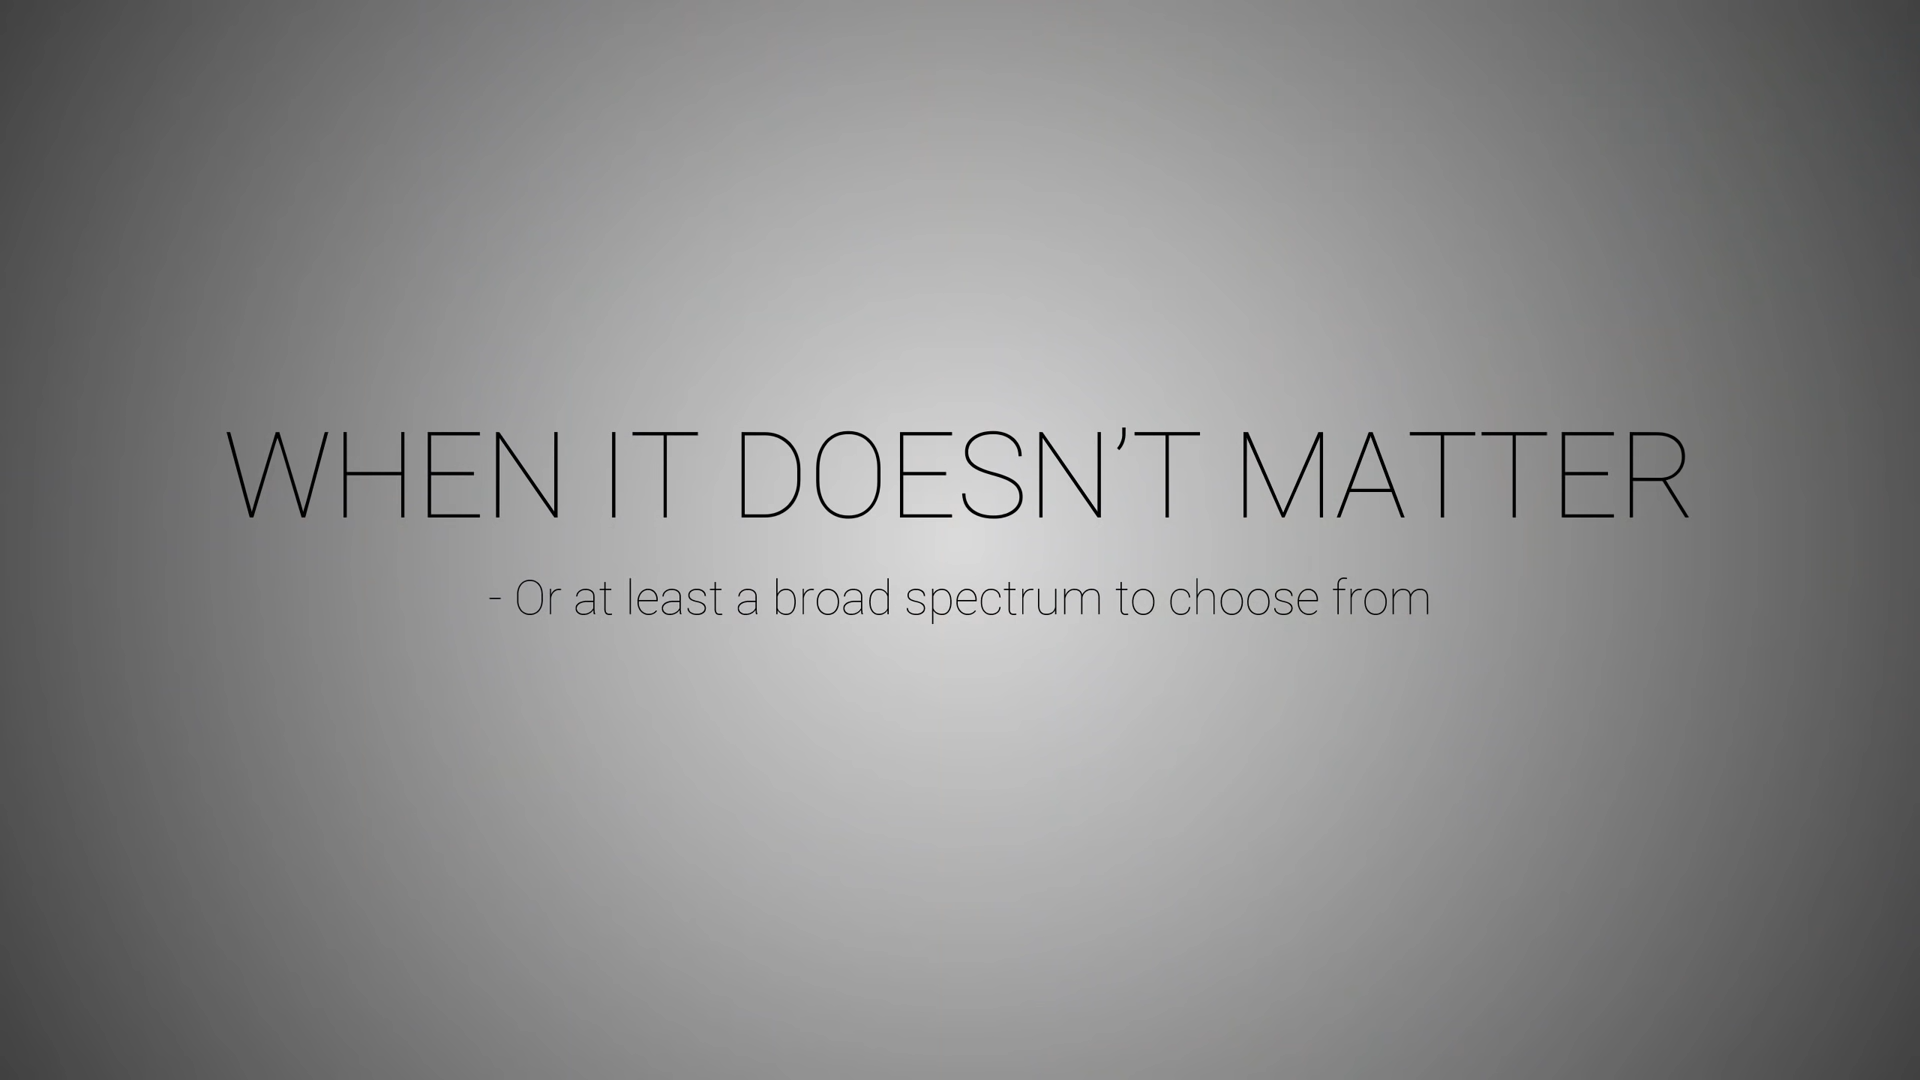 WHEN IT DOESN’T MATTER
- Or at least a broad spectrum to choose from